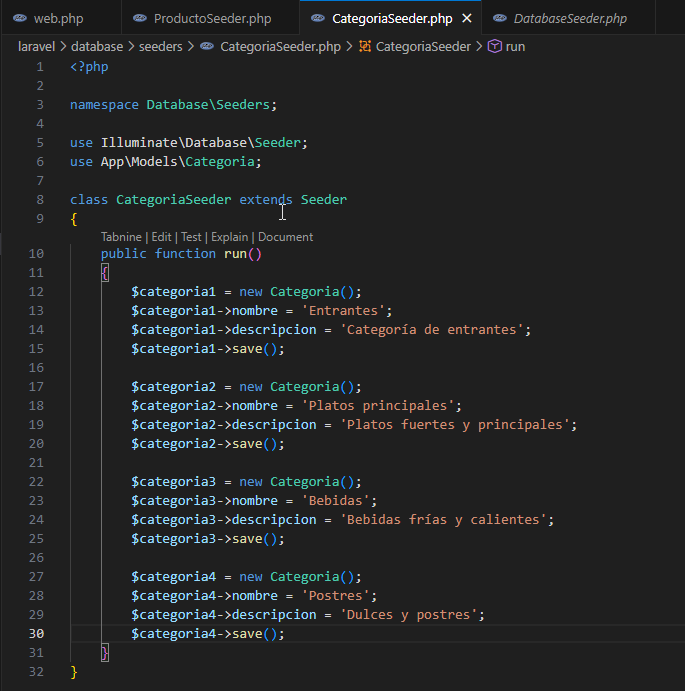 web.php ProductoSeeder.php CategoriaSeeder.php DatabaseSeeder.php
laravel > database > seeders > CategoriaSeeder.php > CategoriaSeeder > run
1 <?php
2
3 namespace Database\Seeders;
4
5 use Illuminate\Database\Seeder;
6 use App\Models\Categoria;
7
8 class CategoriaSeeder extends Seeder
9 {
Tabnine | Edit | Test | Explain | Document
10 public function run()
11 {
12 $categoria1 = new Categoria();
13 $categoria1->nombre = 'Entrantes';
14 $categoria1->descripcion = 'Categoría de entrantes';
15 $categoria1->save();
16
17 $categoria2 = new Categoria();
18 $categoria2->nombre = 'Platos principales';
19 $categoria2->descripcion = 'Platos fuertes y principales';
20 $categoria2->save();
21
22 $categoria3 = new Categoria();
23 $categoria3->nombre = 'Bebidas';
24 $categoria3->descripcion = 'Bebidas frías y calientes';
25 $categoria3->save();
26
27 $categoria4 = new Categoria();
28 $categoria4->nombre = 'Postres';
29 $categoria4->descripcion = 'Dulces y postres';
30 $categoria4->save();
31 }
32 }